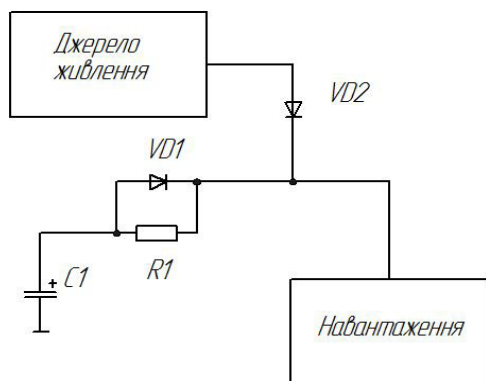 Джерело
живлення
VD2
VD1
R1
+
C1
Навантаження